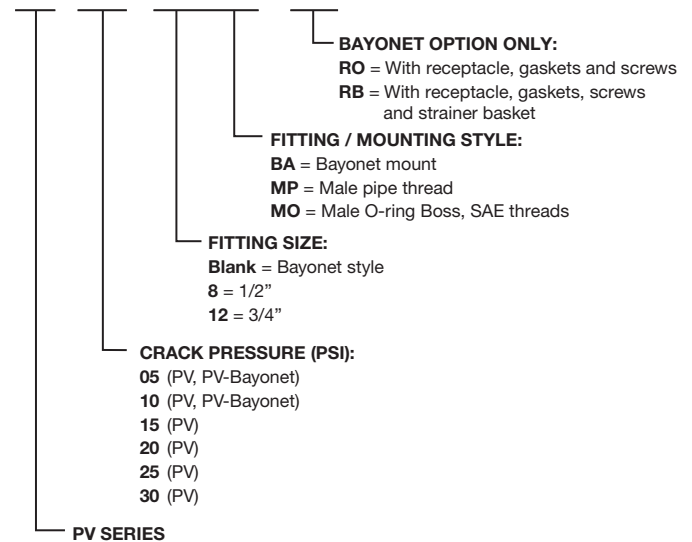 BAYONET OPTION ONLY:
RO = With receptacle, gaskets and screws
RB = With receptacle, gaskets, screws
and strainer basket
FITTING / MOUNTING STYLE:
BA = Bayonet mount
MP = Male pipe thread
MO = Male O-ring Boss, SAE threads
FITTING SIZE:
Blank = Bayonet style
8 = 1/2”
12 = 3/4”
CRACK PRESSURE (PSI):
05 (PV, PV-Bayonet)
10 (PV, PV-Bayonet)
15 (PV)
20 (PV)
25 (PV)
30 (PV)
PV SERIES